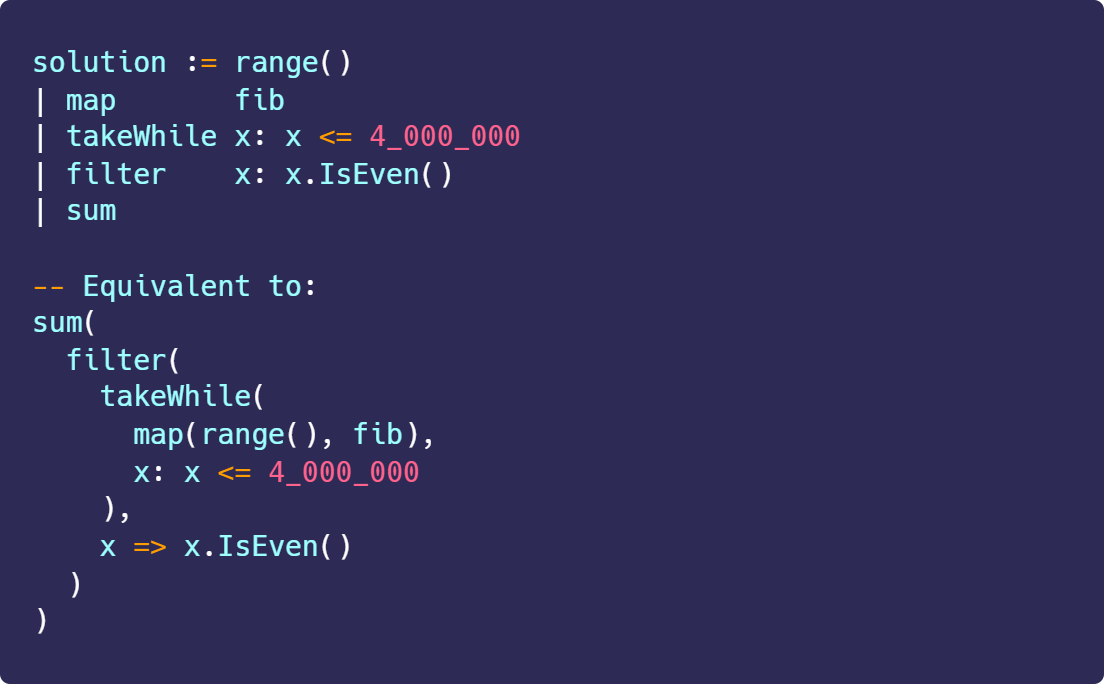 solution := range()
| map       fib
| takeWhile x: x <= 4_000_000
| filter    x: x.IsEven()
| sum

-- Equivalent to:
sum(
  filter(
    takeWhile(
      map(range(), fib),
      x: x <= 4_000_000
    ),
    x => x.IsEven()
  )
)